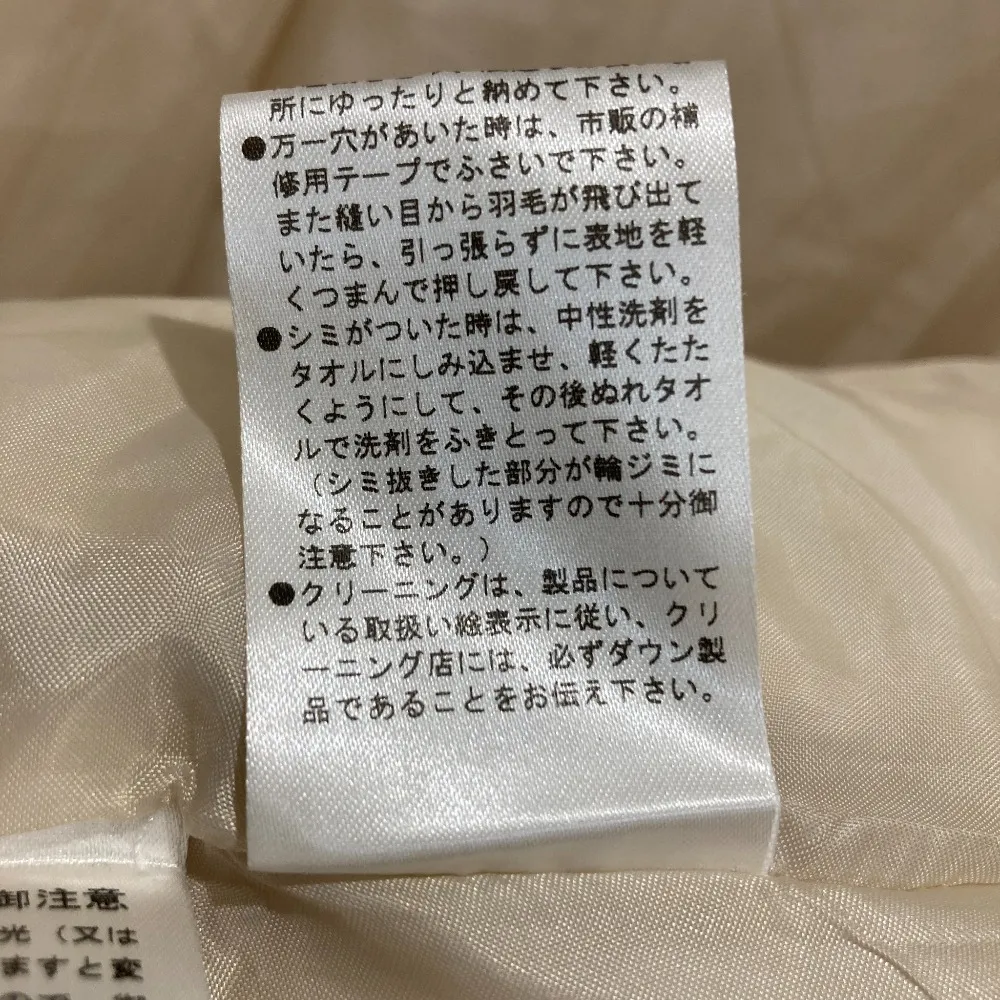 所にゆったりと納めて下さい。
●万一穴があいた時は、市販の補
修用テープでふさいで下さい。
また縫い目から羽毛が飛び出て
いたら、引っ張らずに表地を軽
くつまんで押し戻して下さい。
●シミがついた時は、中性洗剤を
タオルにしみ込ませ、軽くたた
くようにして、その後ぬれタオ
ルで洗剤をふきとって下さい。
（シミ抜きした部分が輪ジミに
なることがありますので十分御
注意下さい。）
●クリーニングは、製品について
いる取扱い絵表示に従い、クリ
ーニング店には、必ずダウン製
品であることをお伝え下さい。
御注意
光（又は
ますと変